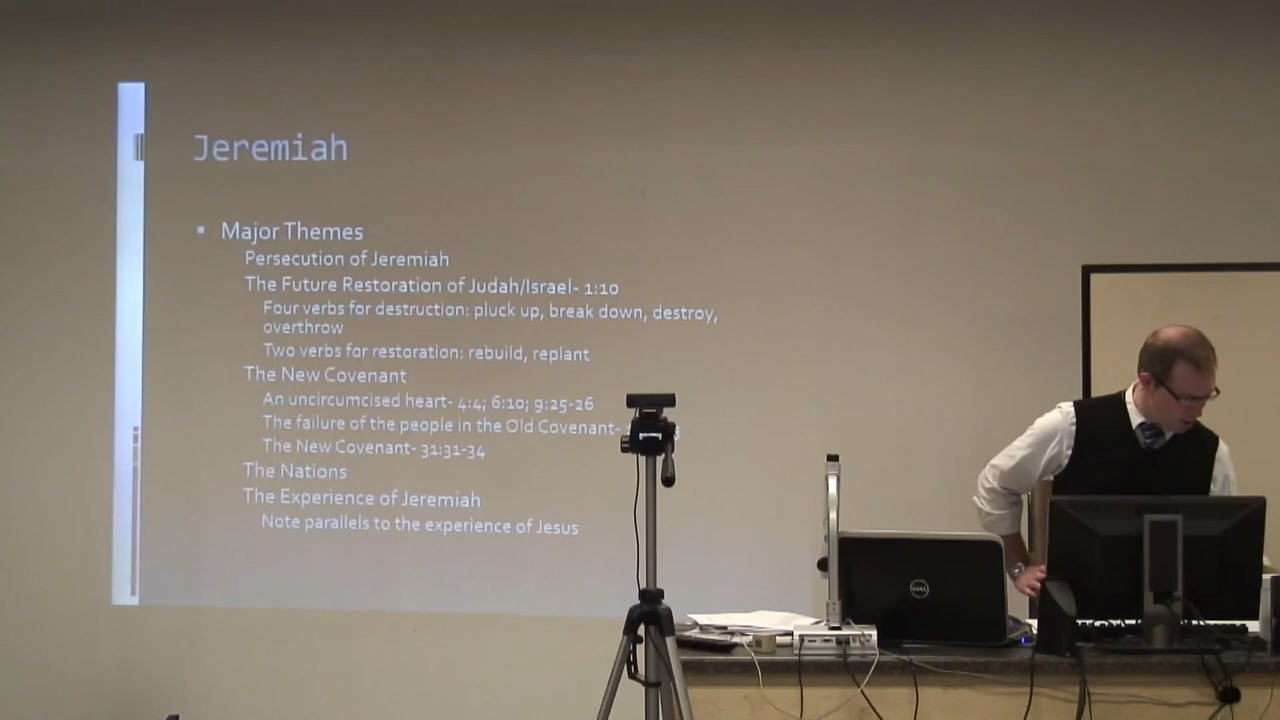 Jeremiah
▪ Major Themes
Persecution of Jeremiah
The Future Restoration of Judah/Israel- 1:10
Four verbs for destruction: pluck up, break down, destroy,
overthrow
Two verbs for restoration: rebuild, replant
The New Covenant
An uncircumcised heart- 4:4; 6:10; 9:25-26
The failure of the people in the Old Covenant-
The New Covenant- 31:31-34
The Nations
The Experience of Jeremiah
Note parallels to the experience of Jesus
DELL